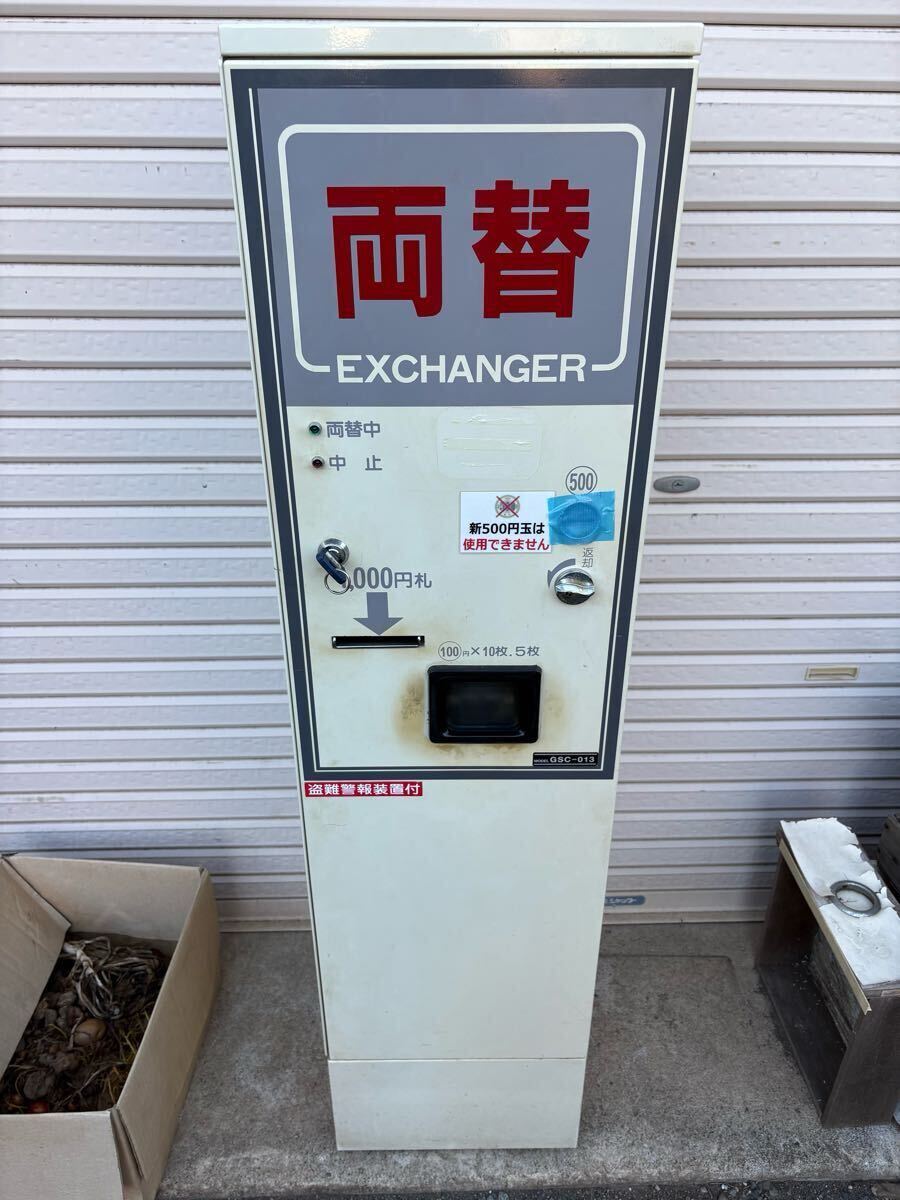 両替
EXCHANGER
両替中
中止
500
新500円玉は
使用できません
返却
,000円札
100円×10枚.5枚
MODEL GSC-013
盗難警報装置付